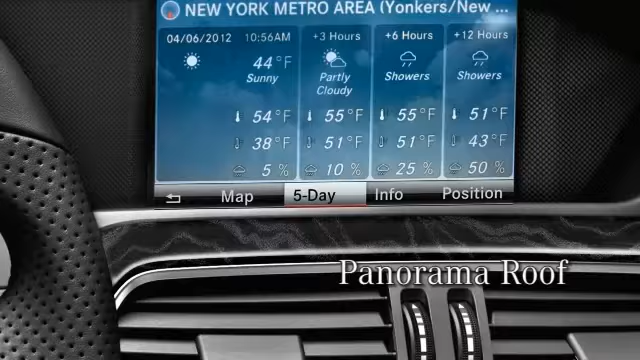 NEW YORK METRO AREA (Yonkers/New ...
04/06/2012 10:56AM +3 Hours +6 Hours +12 Hours
44°F
Sunny Partly Cloudy Showers Showers
54°F 55°F 55°F 51°F
38°F 51°F 51°F 43°F
5 % 10 % 25 % 50 %
Map 5-Day Info Position
Panorama Roof